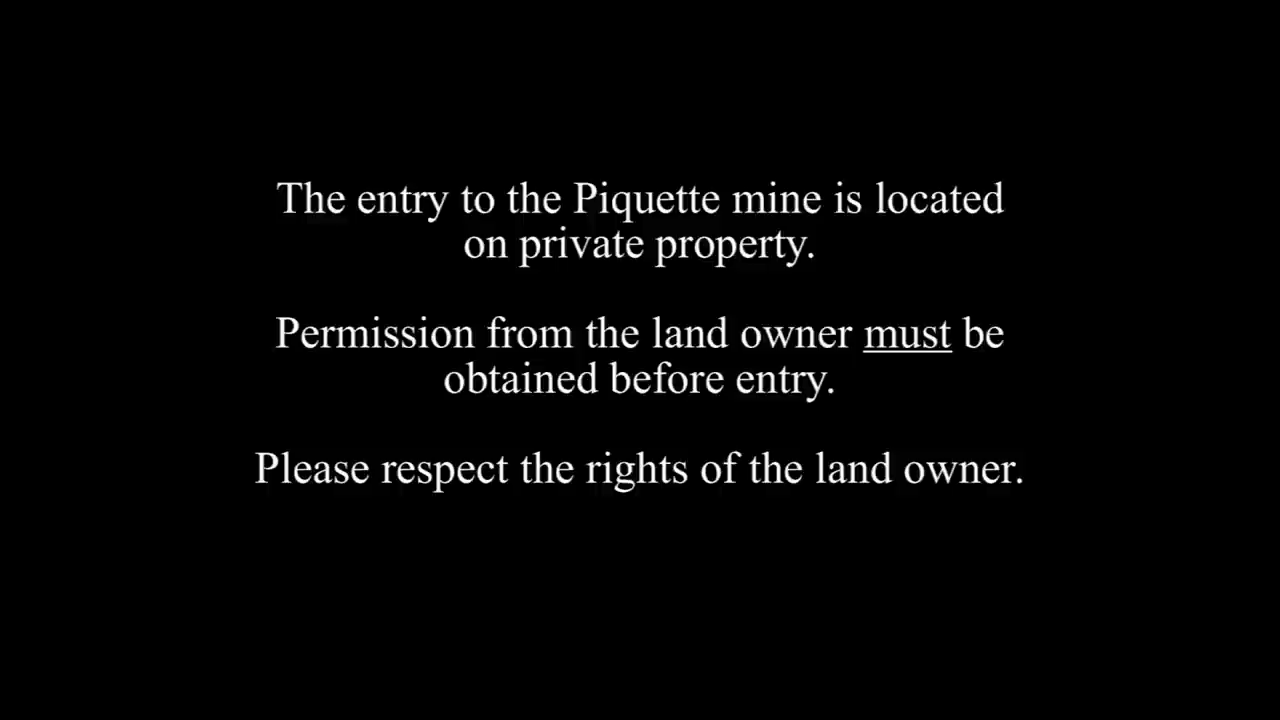 The entry to the Piquette mine is located
on private property.
Permission from the land owner must be
obtained before entry.
Please respect the rights of the land owner.